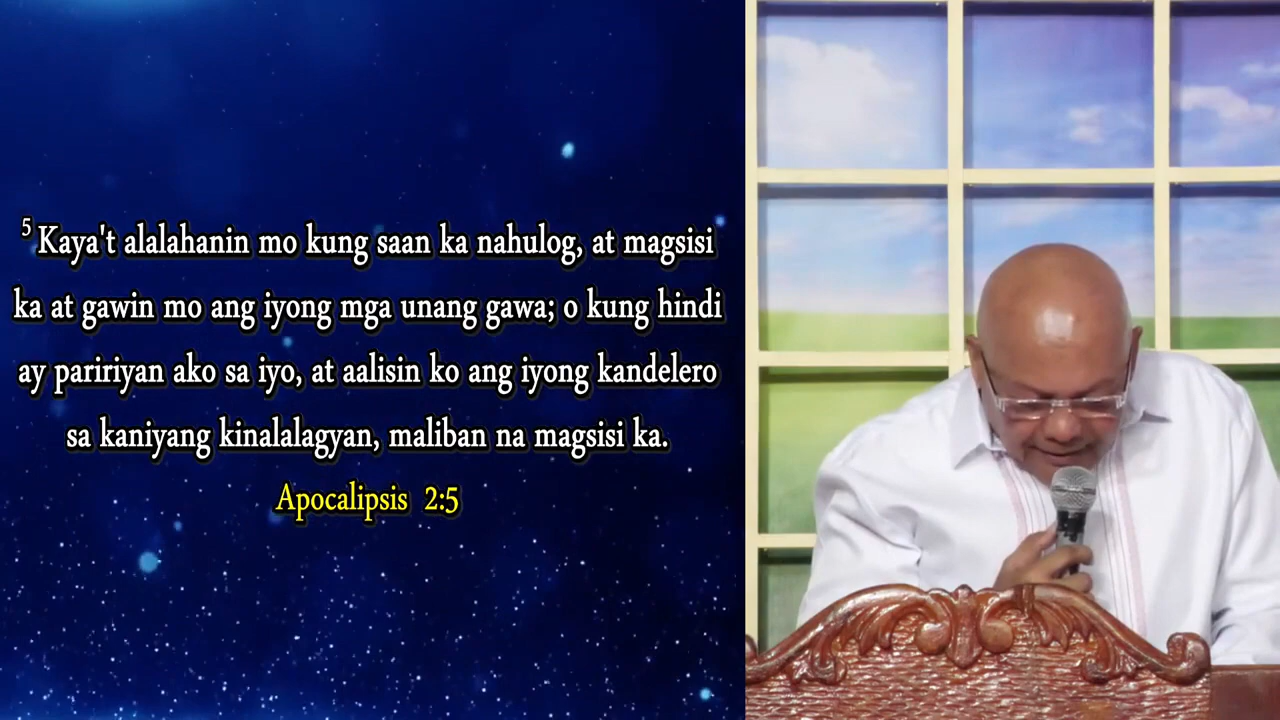 5 Kaya't alalahanin mo kung saan ka nahulog, at magsisi
ka at gawin mo ang iyong mga unang gawa; o kung hindi
ay paririyan ako sa iyo, at aalisin ko ang iyong kandelero
sa kaniyang kinalalagyan, maliban na magsisi ka.
Apocalipsis 2:5